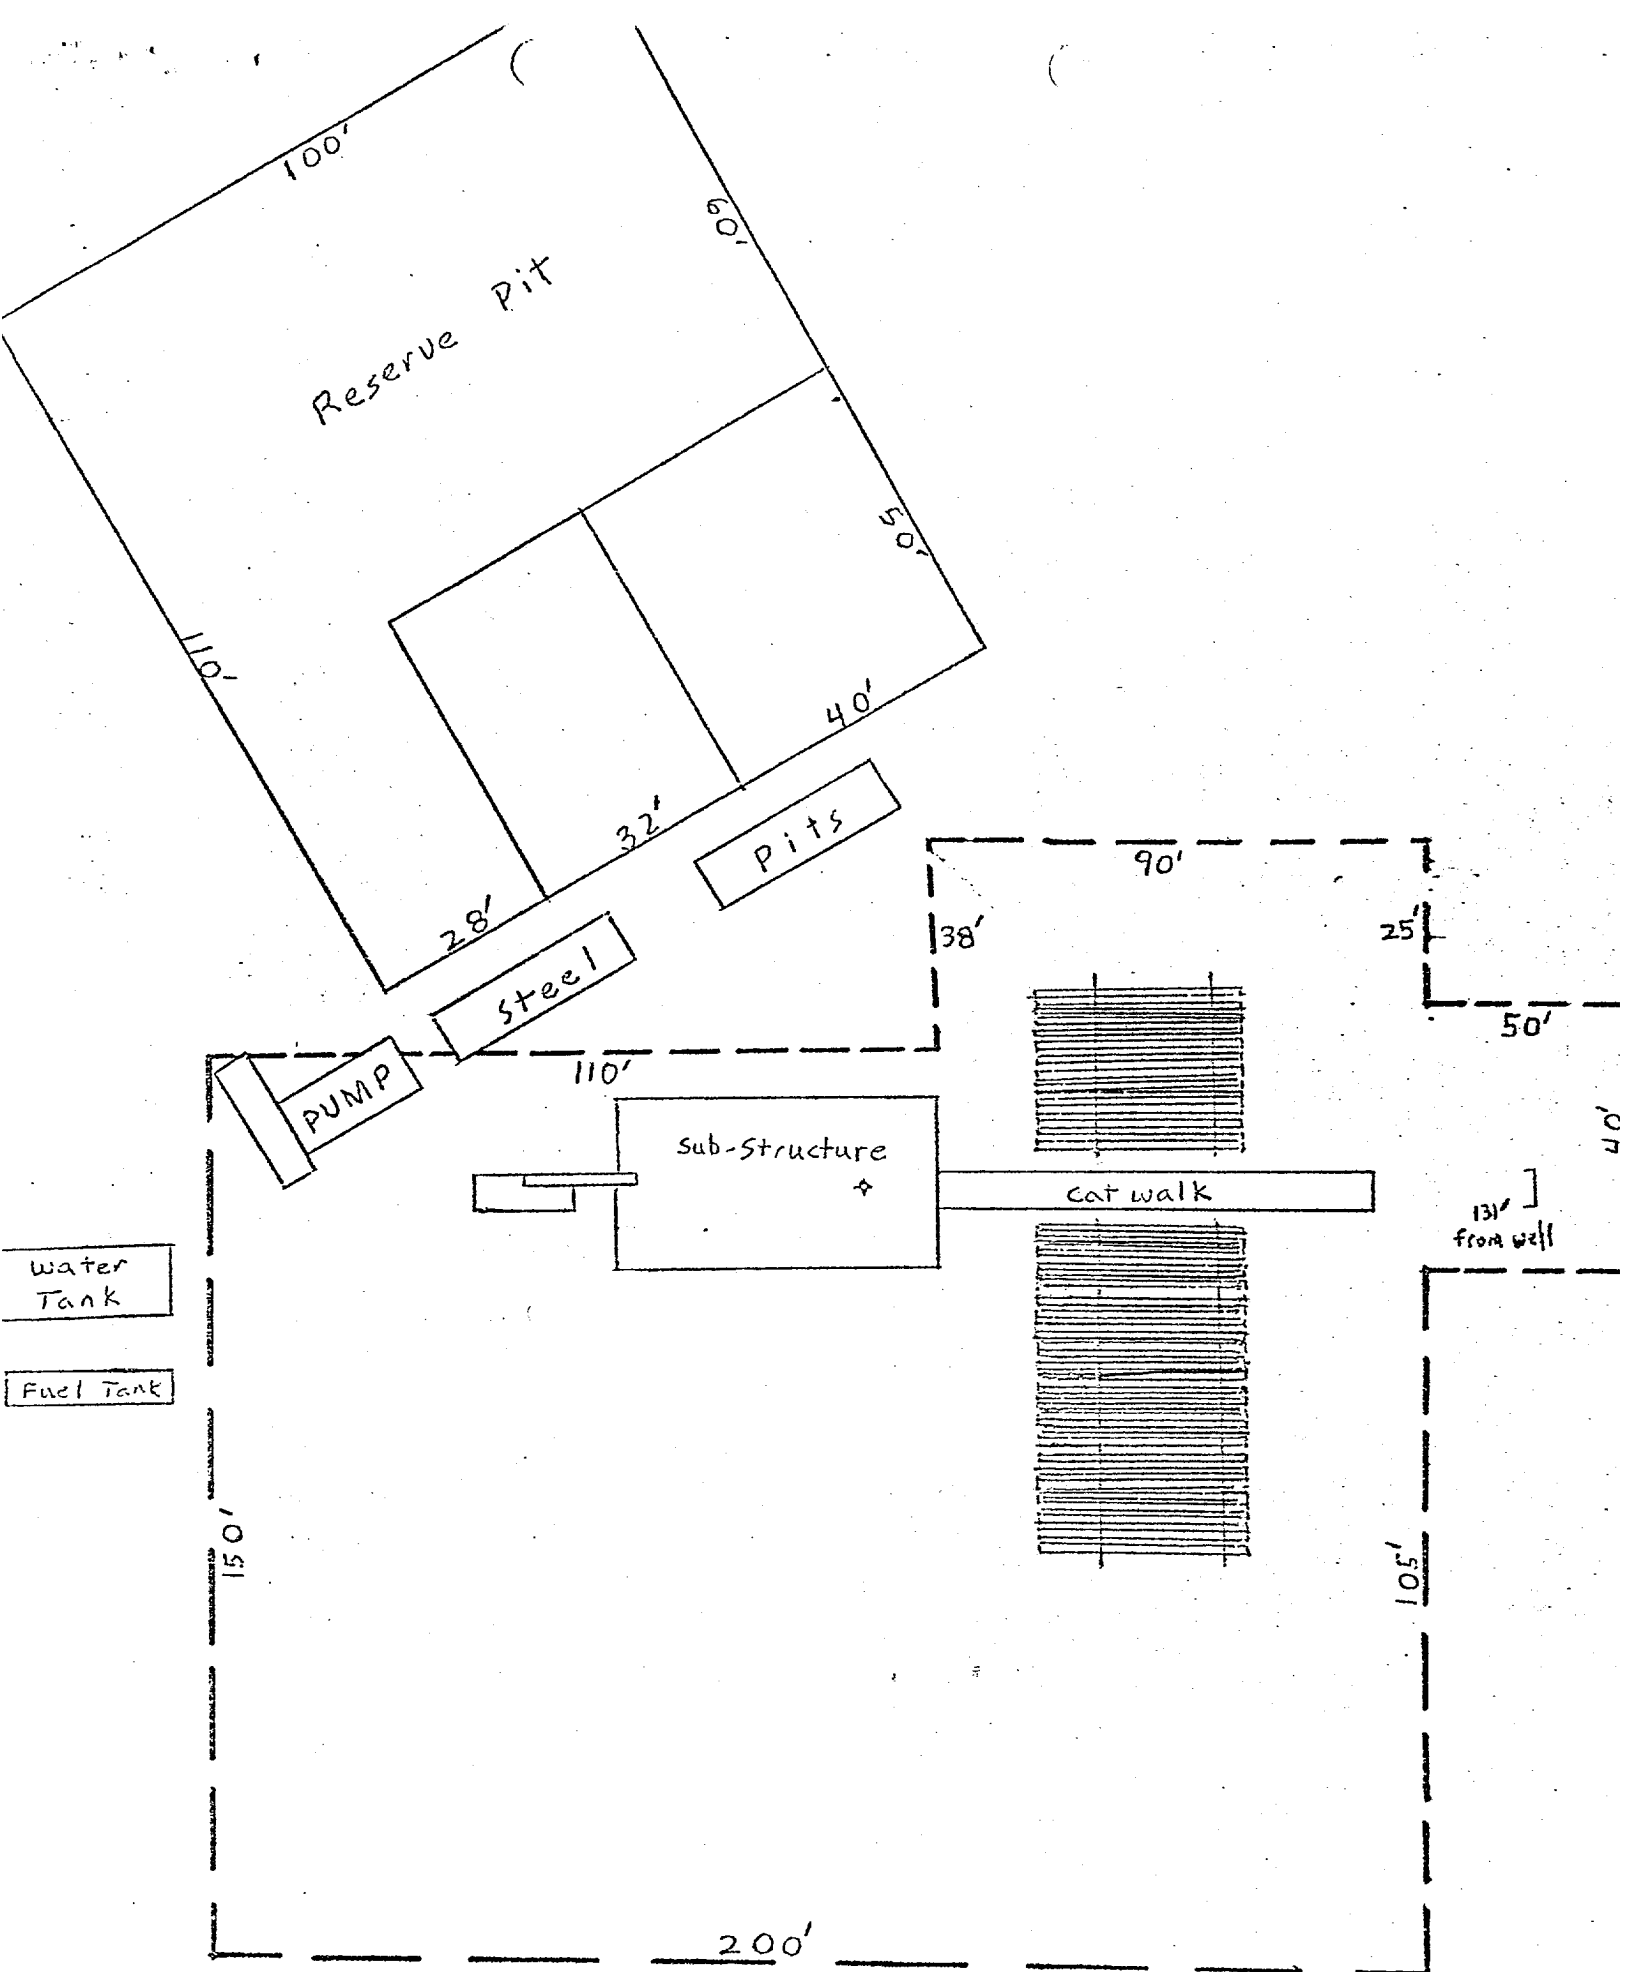 100'
60'
Reserve Pit
50'
110'
40'
32'
Pits
28'
Steel
90'
38'
25'
50'
PUMP
110'
40'
Sub-Structure
Cat walk
131'
from well
Water
Tank
Fuel Tank
150'
105'
200'